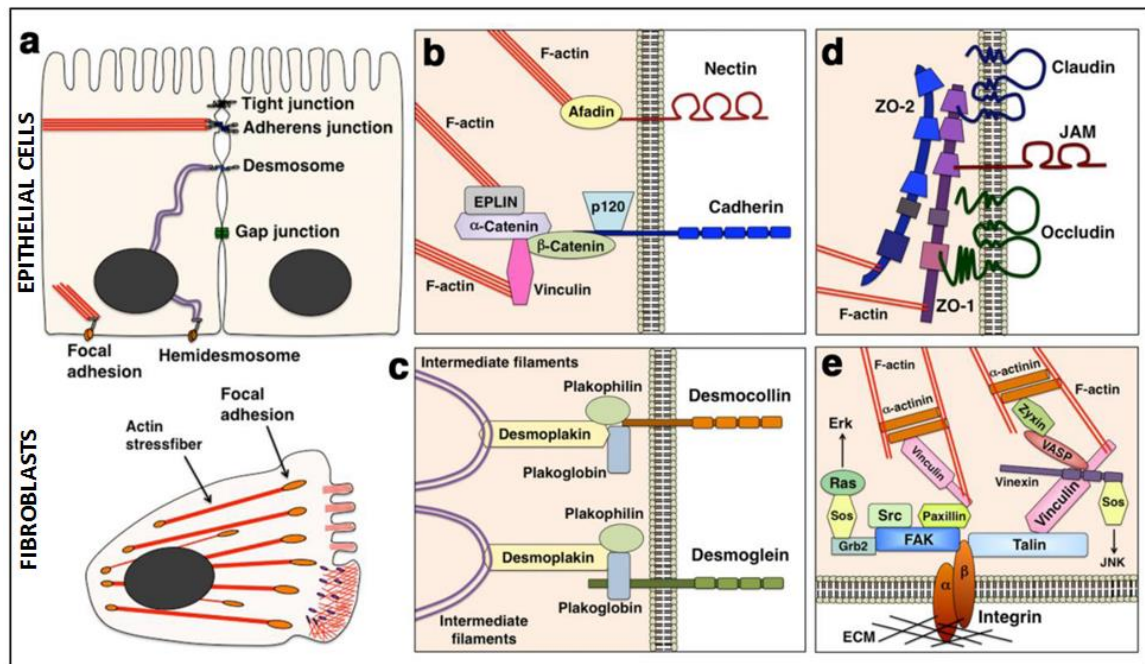 EPITHELIAL CELLS
FIBROBLASTS
a
Tight junction
Adherens junction
Desmosome
Gap junction
Focal
adhesion
Hemidesmosome
Focal
adhesion
Actin
stressfiber
b
F-actin
Nectin
Afadin
F-actin
EPLIN
p120
α-Catenin
Cadherin
β-Catenin
F-actin
Vinculin
c
Intermediate filaments
Plakophilin
Desmocollin
Desmoplakin
Plakoglobin
Plakophilin
Desmoplakin
Desmoglein
Plakoglobin
Intermediate
filaments
d
Claudin
ZO-2
JAM
Occludin
F-actin
ZO-1
e
F-actin
α-actinin
F-actin
α-actinin
Zyxin
Erk
VASP
Vinculin
Vinexin
Ras
Sos
Src
Paxillin
Vinculin
Sos
Grb2
FAK
Talin
JNK
α
β
Integrin
ECM